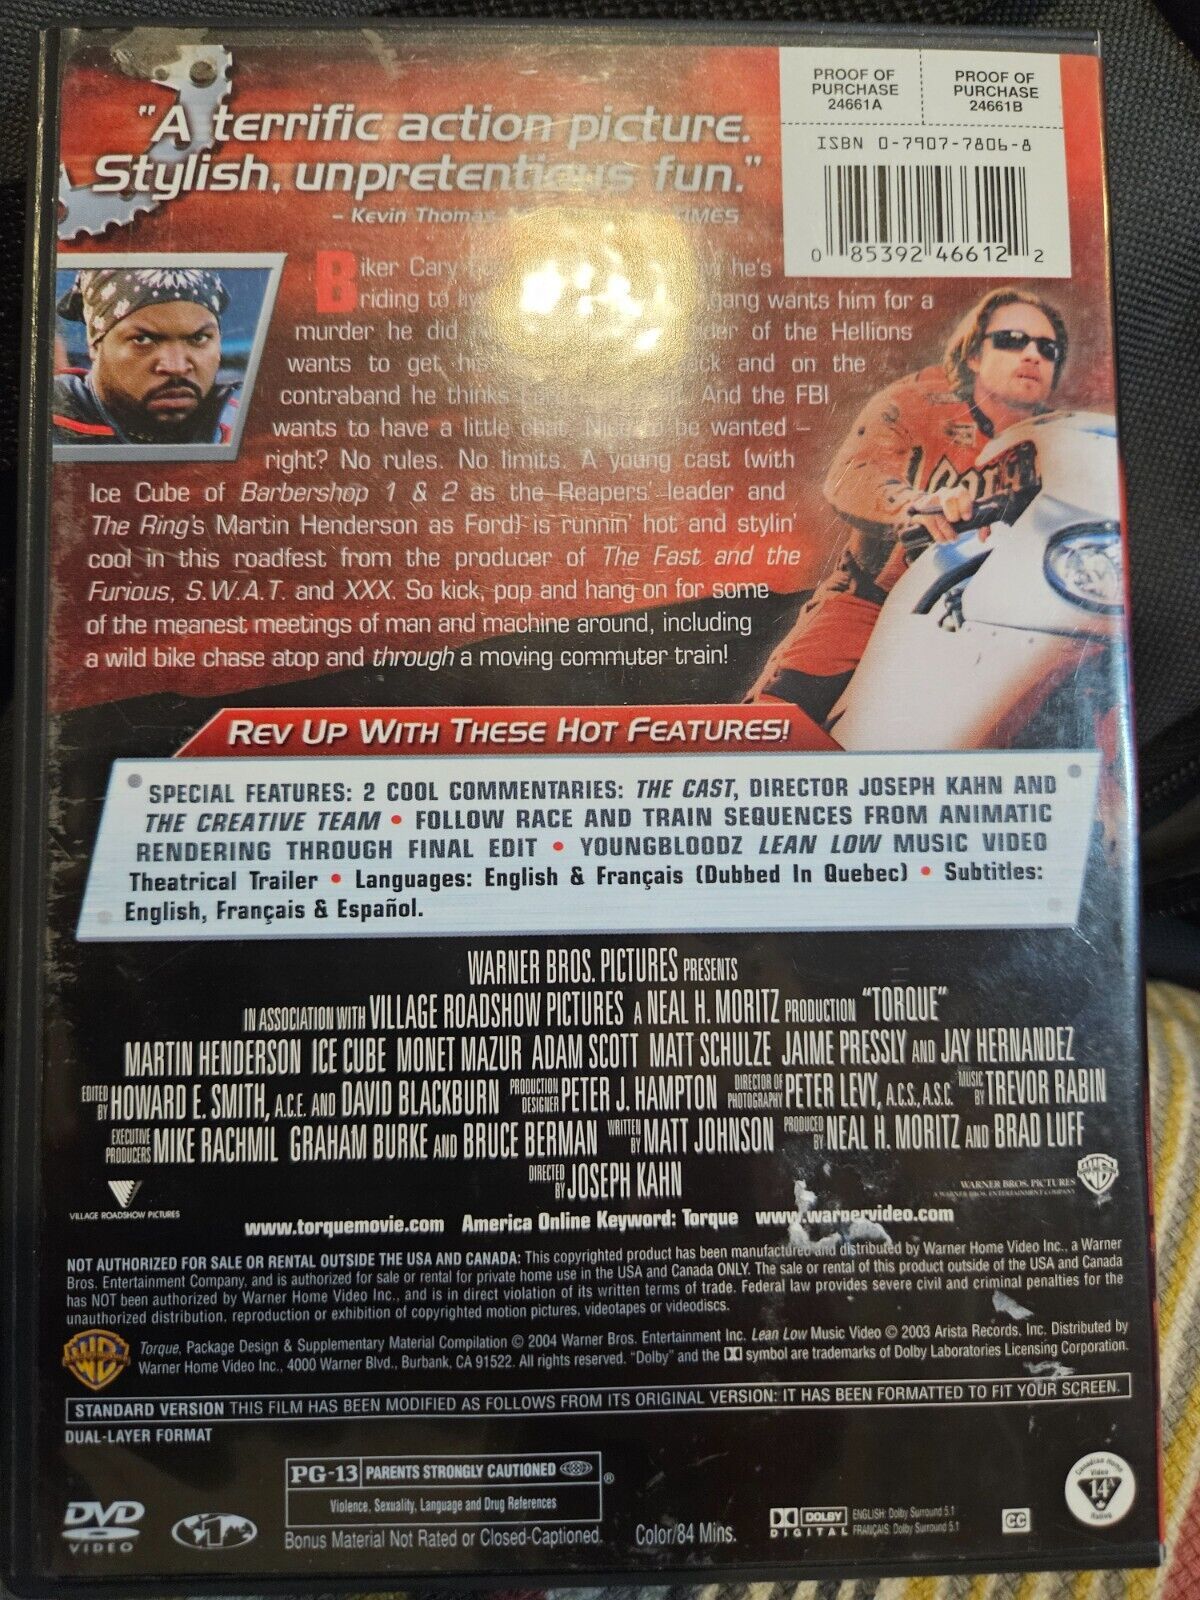 "A terrific action picture.
Stylish, unpretentious fun."
– Kevin Thomas, TIMES
PROOF OF PURCHASE 24661A
PROOF OF PURCHASE 24661B
ISBN 0-7907-7806-8
0 85392 46612 2
Biker Cary he's
riding to gang wants him for a
murder he did of the Hellions
wants to get his and on the
contraband he thinks And the FBI
wants to have a little chat. Nice to be wanted –
right? No rules. No limits. A young cast (with
Ice Cube of Barbershop 1 & 2 as the Reapers' leader and
The Ring's Martin Henderson as Ford) is runnin' hot and stylin'
cool in this roadfest from the producer of The Fast and the
Furious, S.W.A.T. and XXX. So kick, pop and hang on for some
of the meanest meetings of man and machine around, including
a wild bike chase atop and through a moving commuter train!
REV UP WITH THESE HOT FEATURES!
SPECIAL FEATURES: 2 COOL COMMENTARIES: THE CAST, DIRECTOR JOSEPH KAHN AND
THE CREATIVE TEAM • FOLLOW RACE AND TRAIN SEQUENCES FROM ANIMATIC
RENDERING THROUGH FINAL EDIT • YOUNGBLOODZ LEAN LOW MUSIC VIDEO
Theatrical Trailer • Languages: English & Français (Dubbed In Quebec) • Subtitles:
English, Français & Español.
WARNER BROS. PICTURES PRESENTS
IN ASSOCIATION WITH VILLAGE ROADSHOW PICTURES A NEAL H. MORITZ PRODUCTION "TORQUE"
MARTIN HENDERSON ICE CUBE MONET MAZUR ADAM SCOTT MATT SCHULZE JAIME PRESSLY AND JAY HERNANDEZ
EDITED BY HOWARD E. SMITH, A.C.E. AND DAVID BLACKBURN PRODUCTION DESIGNER PETER J. HAMPTON DIRECTOR OF PHOTOGRAPHY PETER LEVY, A.C.S., A.S.C. MUSIC BY TREVOR RABIN
EXECUTIVE PRODUCERS MIKE RACHMIL GRAHAM BURKE AND BRUCE BERMAN WRITTEN BY MATT JOHNSON PRODUCED BY NEAL H. MORITZ AND BRAD LUFF
DIRECTED BY JOSEPH KAHN
VILLAGE ROADSHOW PICTURES
WARNER BROS. PICTURES
A WARNER BROS. ENTERTAINMENT COMPANY
www.torquemovie.com America Online Keyword: Torque www.warnervideo.com
NOT AUTHORIZED FOR SALE OR RENTAL OUTSIDE THE USA AND CANADA: This copyrighted product has been manufactured and distributed by Warner Home Video Inc., a Warner
Bros. Entertainment Company, and is authorized for sale or rental for private home use in the USA and Canada ONLY. The sale or rental of this product outside of the USA and Canada
has NOT been authorized by Warner Home Video Inc., and is in direct violation of its written terms of trade. Federal law provides severe civil and criminal penalties for the
unauthorized distribution, reproduction or exhibition of copyrighted motion pictures, videotapes or videodiscs.
WB
Torque, Package Design & Supplementary Material Compilation © 2004 Warner Bros. Entertainment Inc. Lean Low Music Video © 2003 Arista Records, Inc. Distributed by
Warner Home Video Inc., 4000 Warner Blvd., Burbank, CA 91522. All rights reserved. "Dolby" and the DD symbol are trademarks of Dolby Laboratories Licensing Corporation.
STANDARD VERSION THIS FILM HAS BEEN MODIFIED AS FOLLOWS FROM ITS ORIGINAL VERSION: IT HAS BEEN FORMATTED TO FIT YOUR SCREEN.
DUAL-LAYER FORMAT
PG-13 PARENTS STRONGLY CAUTIONED ®
Violence, Sexuality, Language and Drug References
Bonus Material Not Rated or Closed-Captioned.
DVD VIDEO
1
Color/84 Mins.
DOLBY DIGITAL
ENGLISH: Dolby Surround 5.1
FRANÇAIS: Dolby Surround 5.1
CC
Canadian Home Video 14A Rating